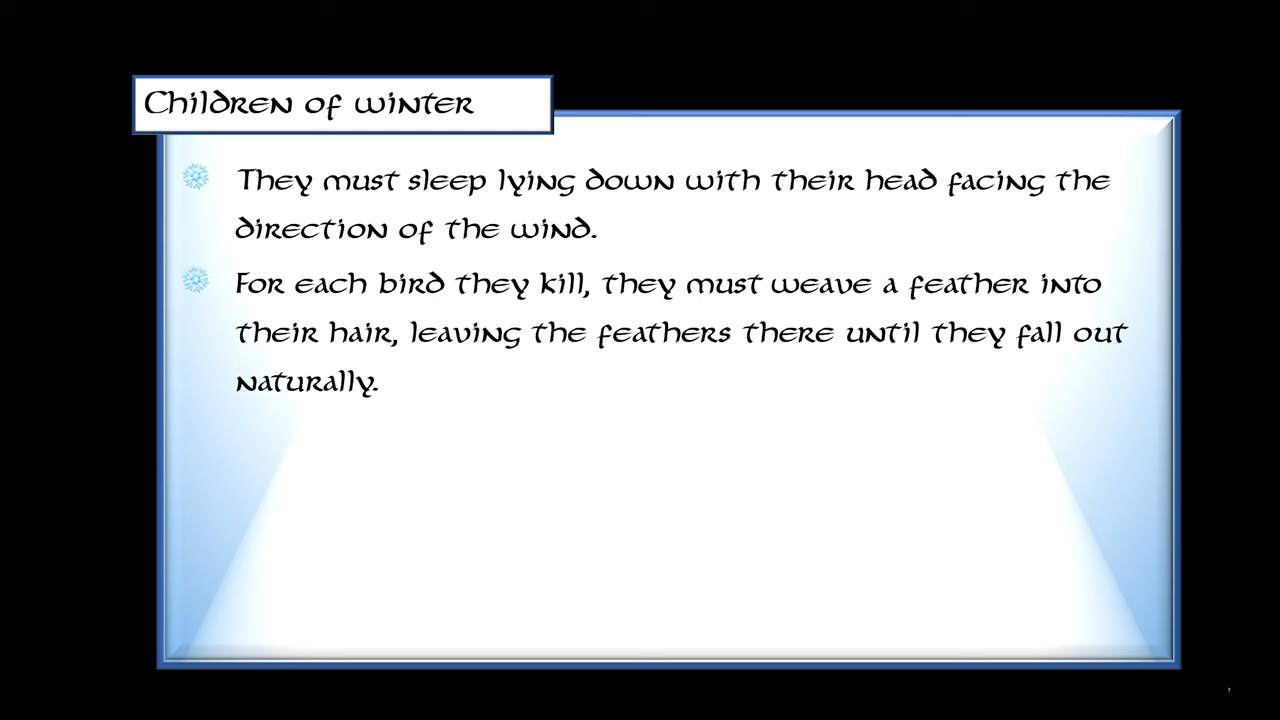 Children of winter
They must sleep lying down with their head facing the
direction of the wind.
For each bird they kill, they must weave a feather into
their hair, leaving the feathers there until they fall out
naturally.